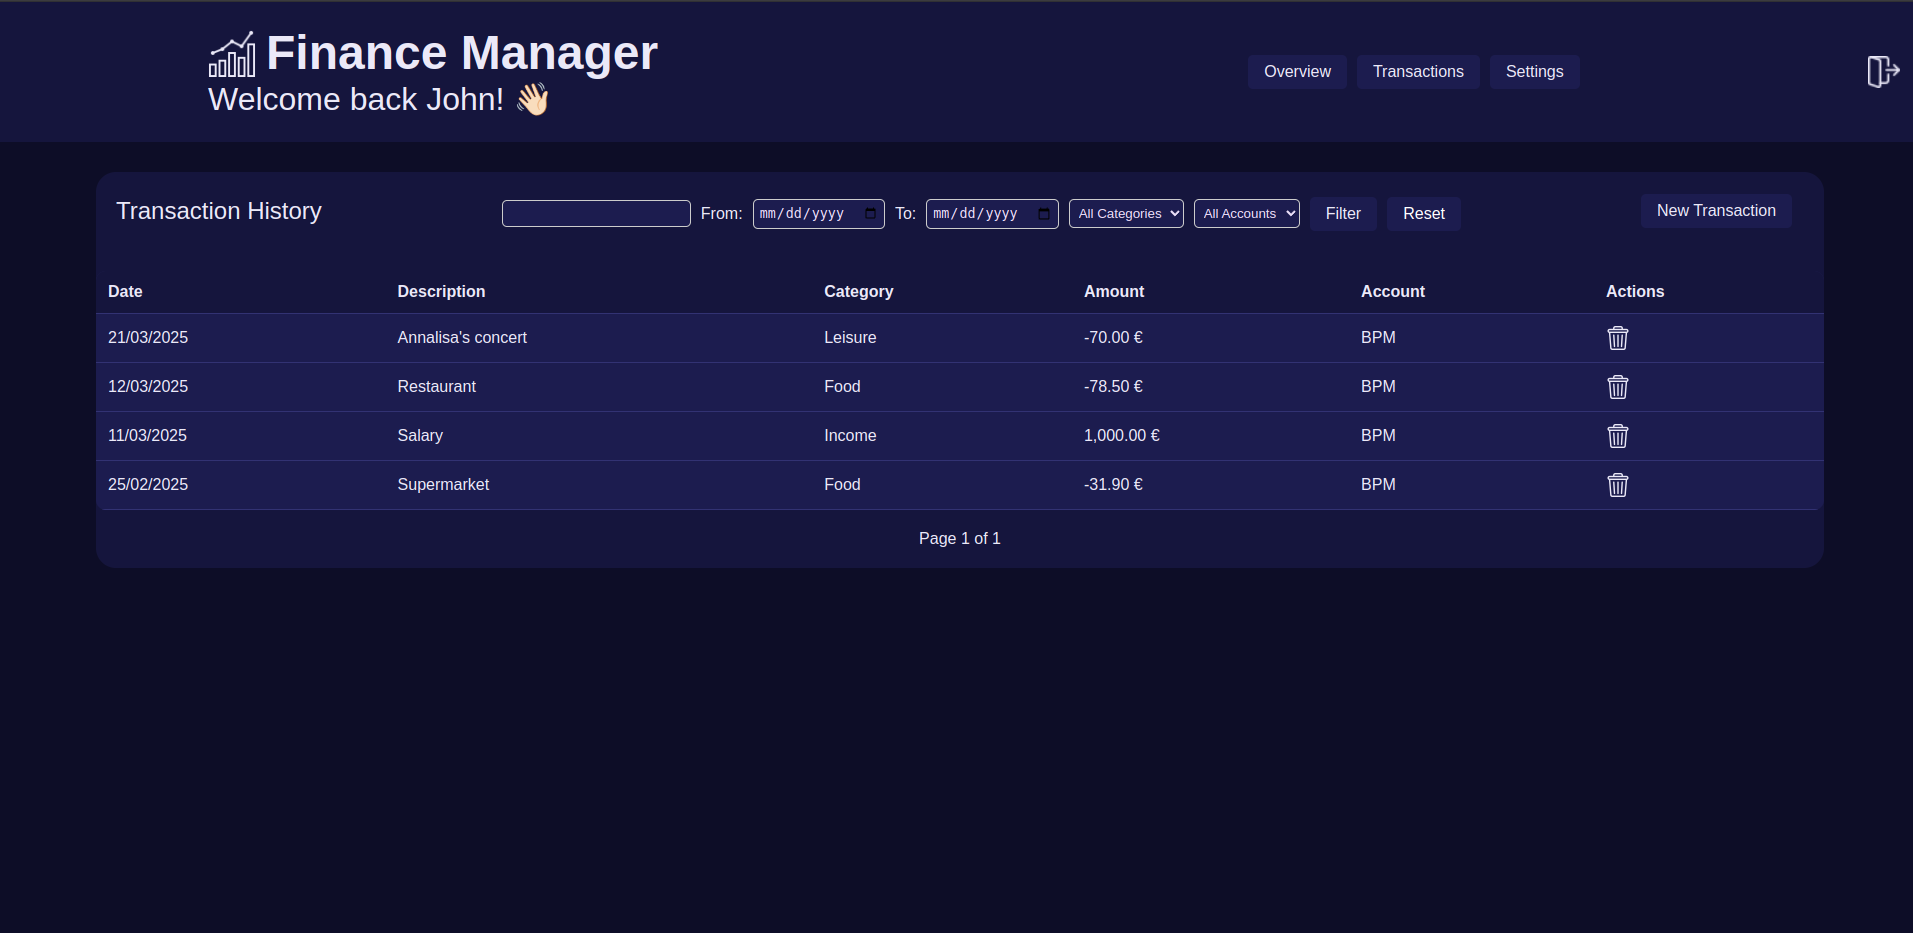 Finance Manager
Welcome back John! 👋🏻
Overview Transactions Settings
Transaction History From: mm/dd/yyyy To: mm/dd/yyyy All Categories All Accounts Filter Reset New Transaction
Date Description Category Amount Account Actions
21/03/2025 Annalisa's concert Leisure -70.00 € BPM
12/03/2025 Restaurant Food -78.50 € BPM
11/03/2025 Salary Income 1,000.00 € BPM
25/02/2025 Supermarket Food -31.90 € BPM
Page 1 of 1